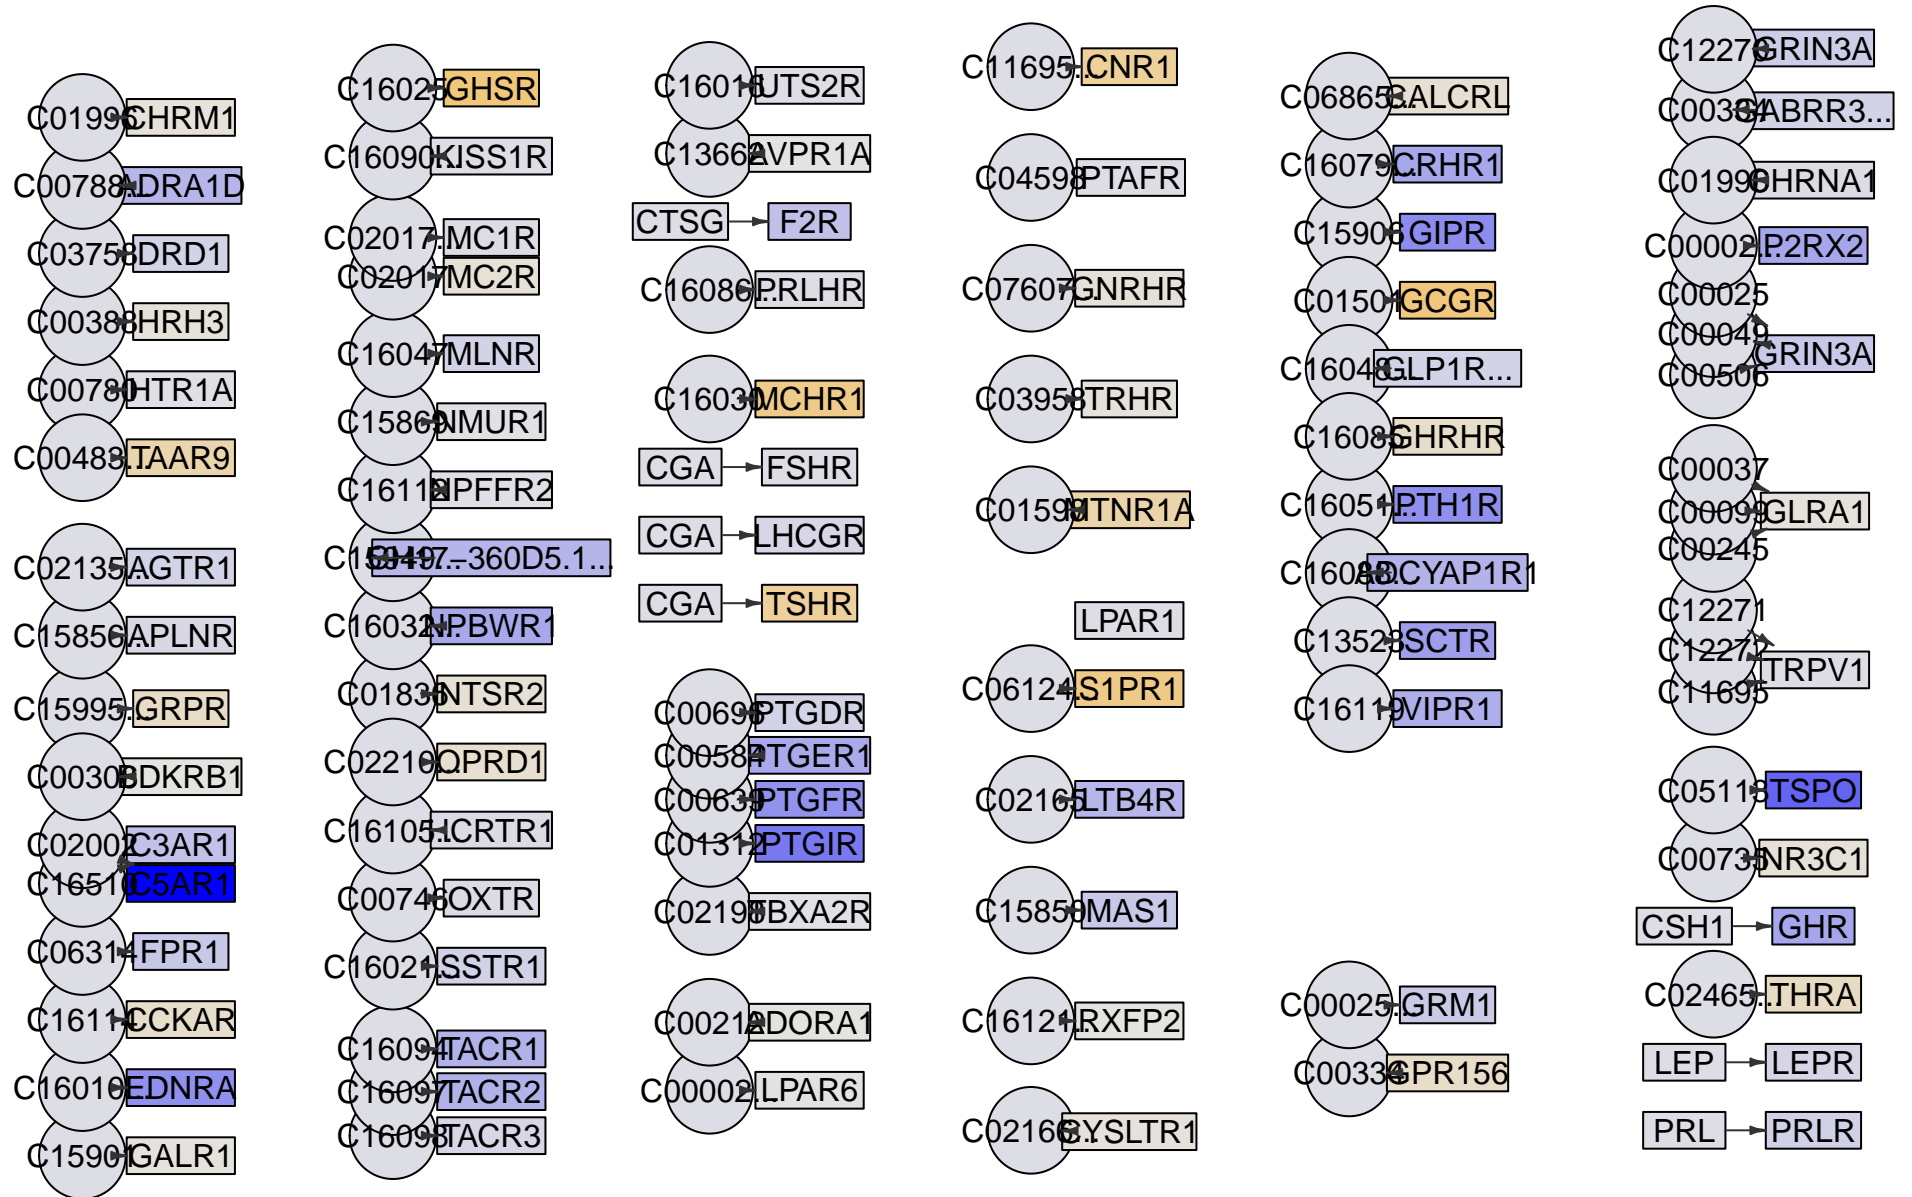 C01996 CHRM1
C00788... ADRA1D
C03758 DRD1
C00388 HRH3
C00780 HTR1A
C00483... TAAR9
C02135... AGTR1
C15856... APLNR
C15995... GRPR
C00306 BDKRB1
C02002 C3AR1
C16510 C5AR1
C06314 FPR1
C16114 CCKAR
C16010... EDNRA
C15901 GALR1
C16025 GHSR
C16090... KISS1R
C02017... MC1R
C02017 MC2R
C16047 MLNR
C15869 NMUR1
C16118 NPFFR2
–360D5.1...
C16032... NPBWR1
C01836 NTSR2
C02210... OPRD1
C16105... HCRTR1
C00746 OXTR
C16021... SSTR1
C16094 TACR1
C16097 TACR2
C16098 TACR3
C16016 UTS2R
C13662 AVPR1A
CTSG F2R
C16086... PRLHR
C16030 MCHR1
CGA FSHR
CGA LHCGR
CGA TSHR
C00696 PTGDR
C00584 PTGER1
C00639 PTGFR
C01312 PTGIR
C02198 TBXA2R
C00212 ADORA1
C00002... LPAR6
C11695... CNR1
C04598 PTAFR
C07607... GNRHR
C03958 TRHR
C01598 MTNR1A
LPAR1
C06124... S1PR1
C02165 LTB4R
C15850 MAS1
C16121... RXFP2
C02166... CYSLTR1
C06865... CALCRL
C16079... CRHR1
C15906 GIPR
C01501 GCGR
C16048... GLP1R...
C16085 GHRHR
C16051... PTH1R
C16088... ADCYAP1R1
C13523 SCTR
C16119 VIPR1
C00025... GRM1
C00334 GPR156
C12270 GRIN3A
C00334 GABRR3...
C01996 CHRNA1
C00002... P2RX2
C00025
C00049
GRIN3A
C00506
C00037
C00099 GLRA1
C00245
C12271
C12272 TRPV1
C11695
C05118 TSPO
C00735 NR3C1
CSH1 GHR
C02465... THRA
LEP LEPR
PRL PRLR